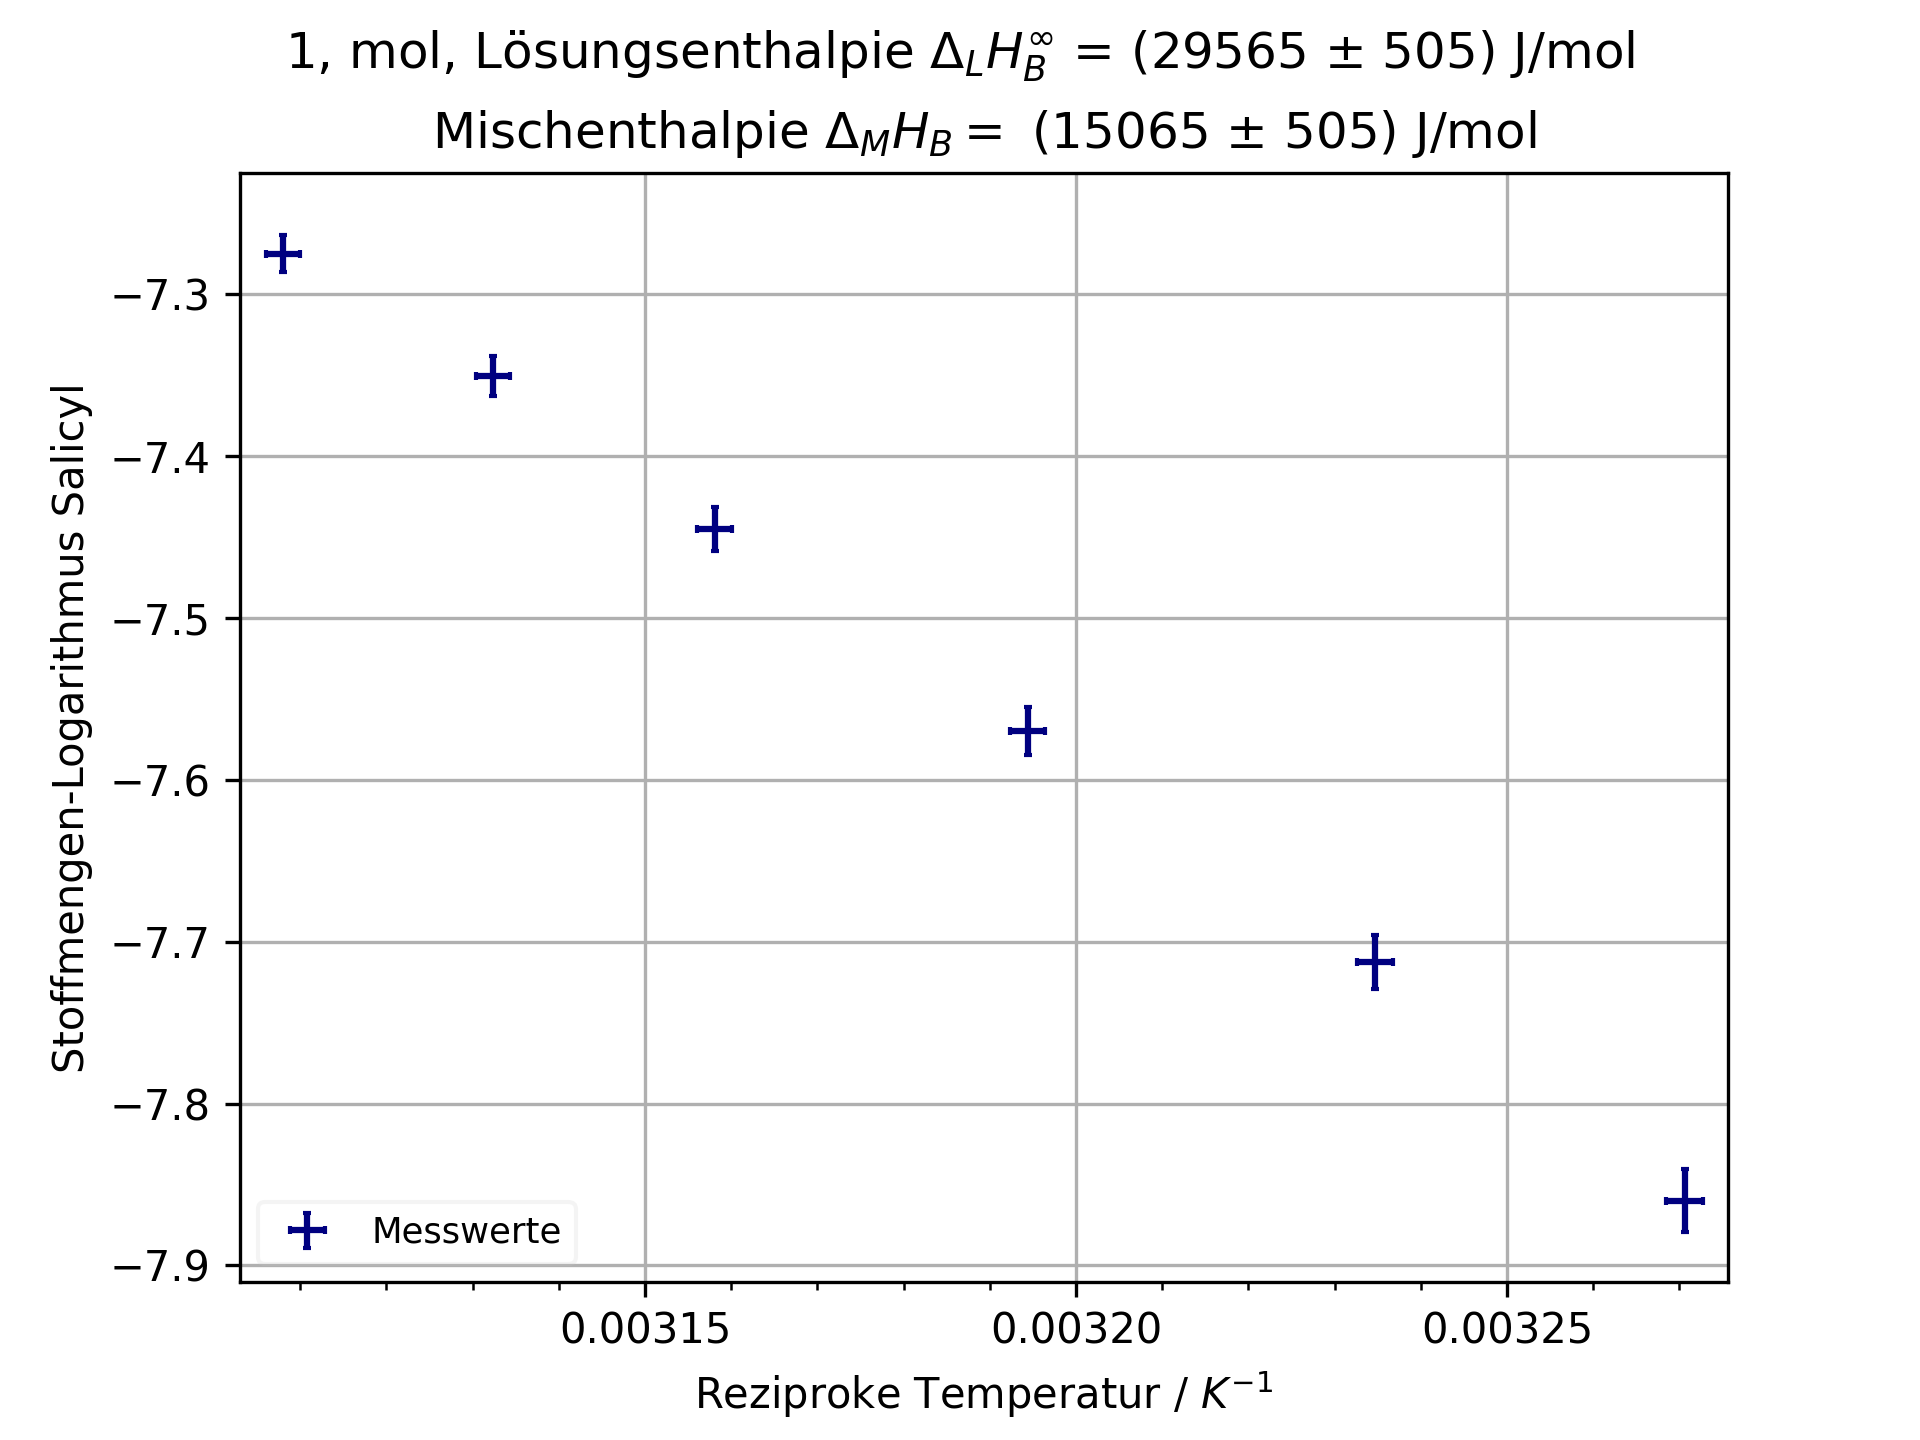 1, mol, Lösungsenthalpie Δ_L H_B^∞ = (29565 ± 505) J/mol
Mischenthalpie Δ_M H_B = (15065 ± 505) J/mol
Stoffmengen-Logarithmus Salicyl
−7.3
−7.4
−7.5
−7.6
−7.7
−7.8
−7.9
Messwerte
0.00315 0.00320 0.00325
Reziproke Temperatur / K⁻¹